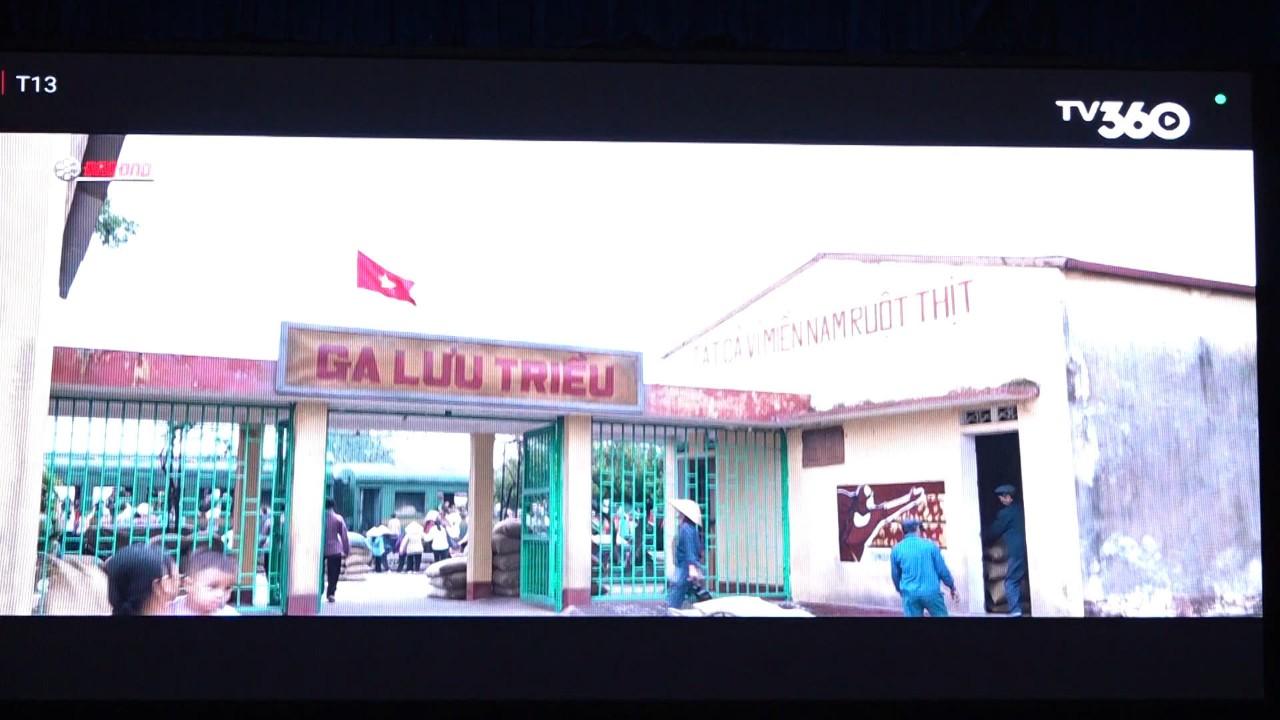 T13
TV360
GA LƯU TRIỀU
TẤT CẢ VÌ MIỀN NAM RUỘT THỊT